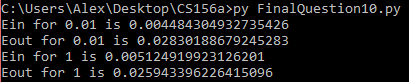 C:\Users\Alex\Desktop\CS156a>py FinalQuestion10.py
Ein for 0.01 is 0.004484304932735426
Eout for 0.01 is 0.02830188679245283
Ein for 1 is 0.005124919923126201
Eout for 1 is 0.025943396226415096